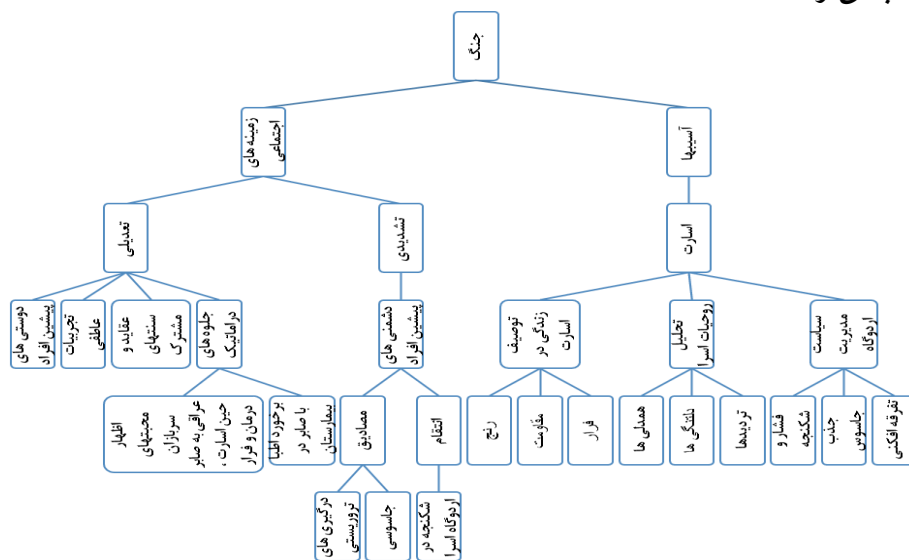 جنگ
آسیبها
زمینه های
اجتماعی
اسارت
تشدیدی
تعدیلی
سیاست
مدیریت
اردوگاه
تحلیل
روحیات اسرا
توصیف
زندگی در
اسارت
دشمنی های
پیشین افراد
جلوه های
دراماتیک
عقاید و
سنتهای
مشترک
تجربیات
عاطفی
دوستی های
پیشین افراد
تفرقه افکنی
جذب
جاسوس
فشار و
شکنجه
تردیدها
دلتنگی ها
همدلی ها
فرار
مقاومت
رنج
انتقام
مصادیق
برخورد اطبا
با صابر در
بیمارستان
اظهار
محبتهای
سربازان
عراقی به صابر
حین اسارت ،
درمان و فرار
شکنجه در
اردوگاه اسرا
جاسوسی
درگیری های
تروریستی